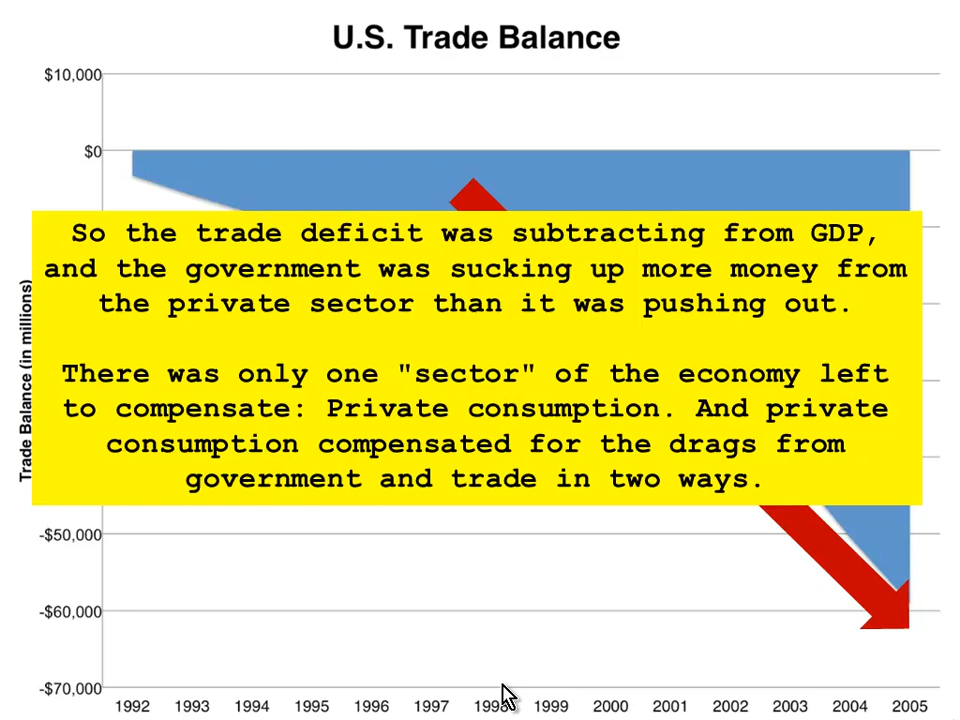 U.S. Trade Balance
$10,000
$0
So the trade deficit was subtracting from GDP,
and the government was sucking up more money from
the private sector than it was pushing out.
There was only one "sector" of the economy left
to compensate: Private consumption. And private
consumption compensated for the drags from
government and trade in two ways.
Trade Balance (in millions)
-$50,000
-$60,000
-$70,000
1992 1993 1994 1995 1996 1997 1998 1999 2000 2001 2002 2003 2004 2005